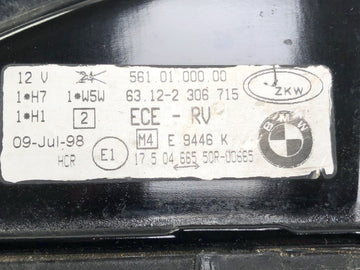 12 V 24 561.01.000.00
1*H7 1*W5W 63.12-2 306 715 ZKW
1*H1 2 ECE - RV
09-Jul-98 M4 E 9446 K BMW
HCR E1 17.5 04 665 50R-00665